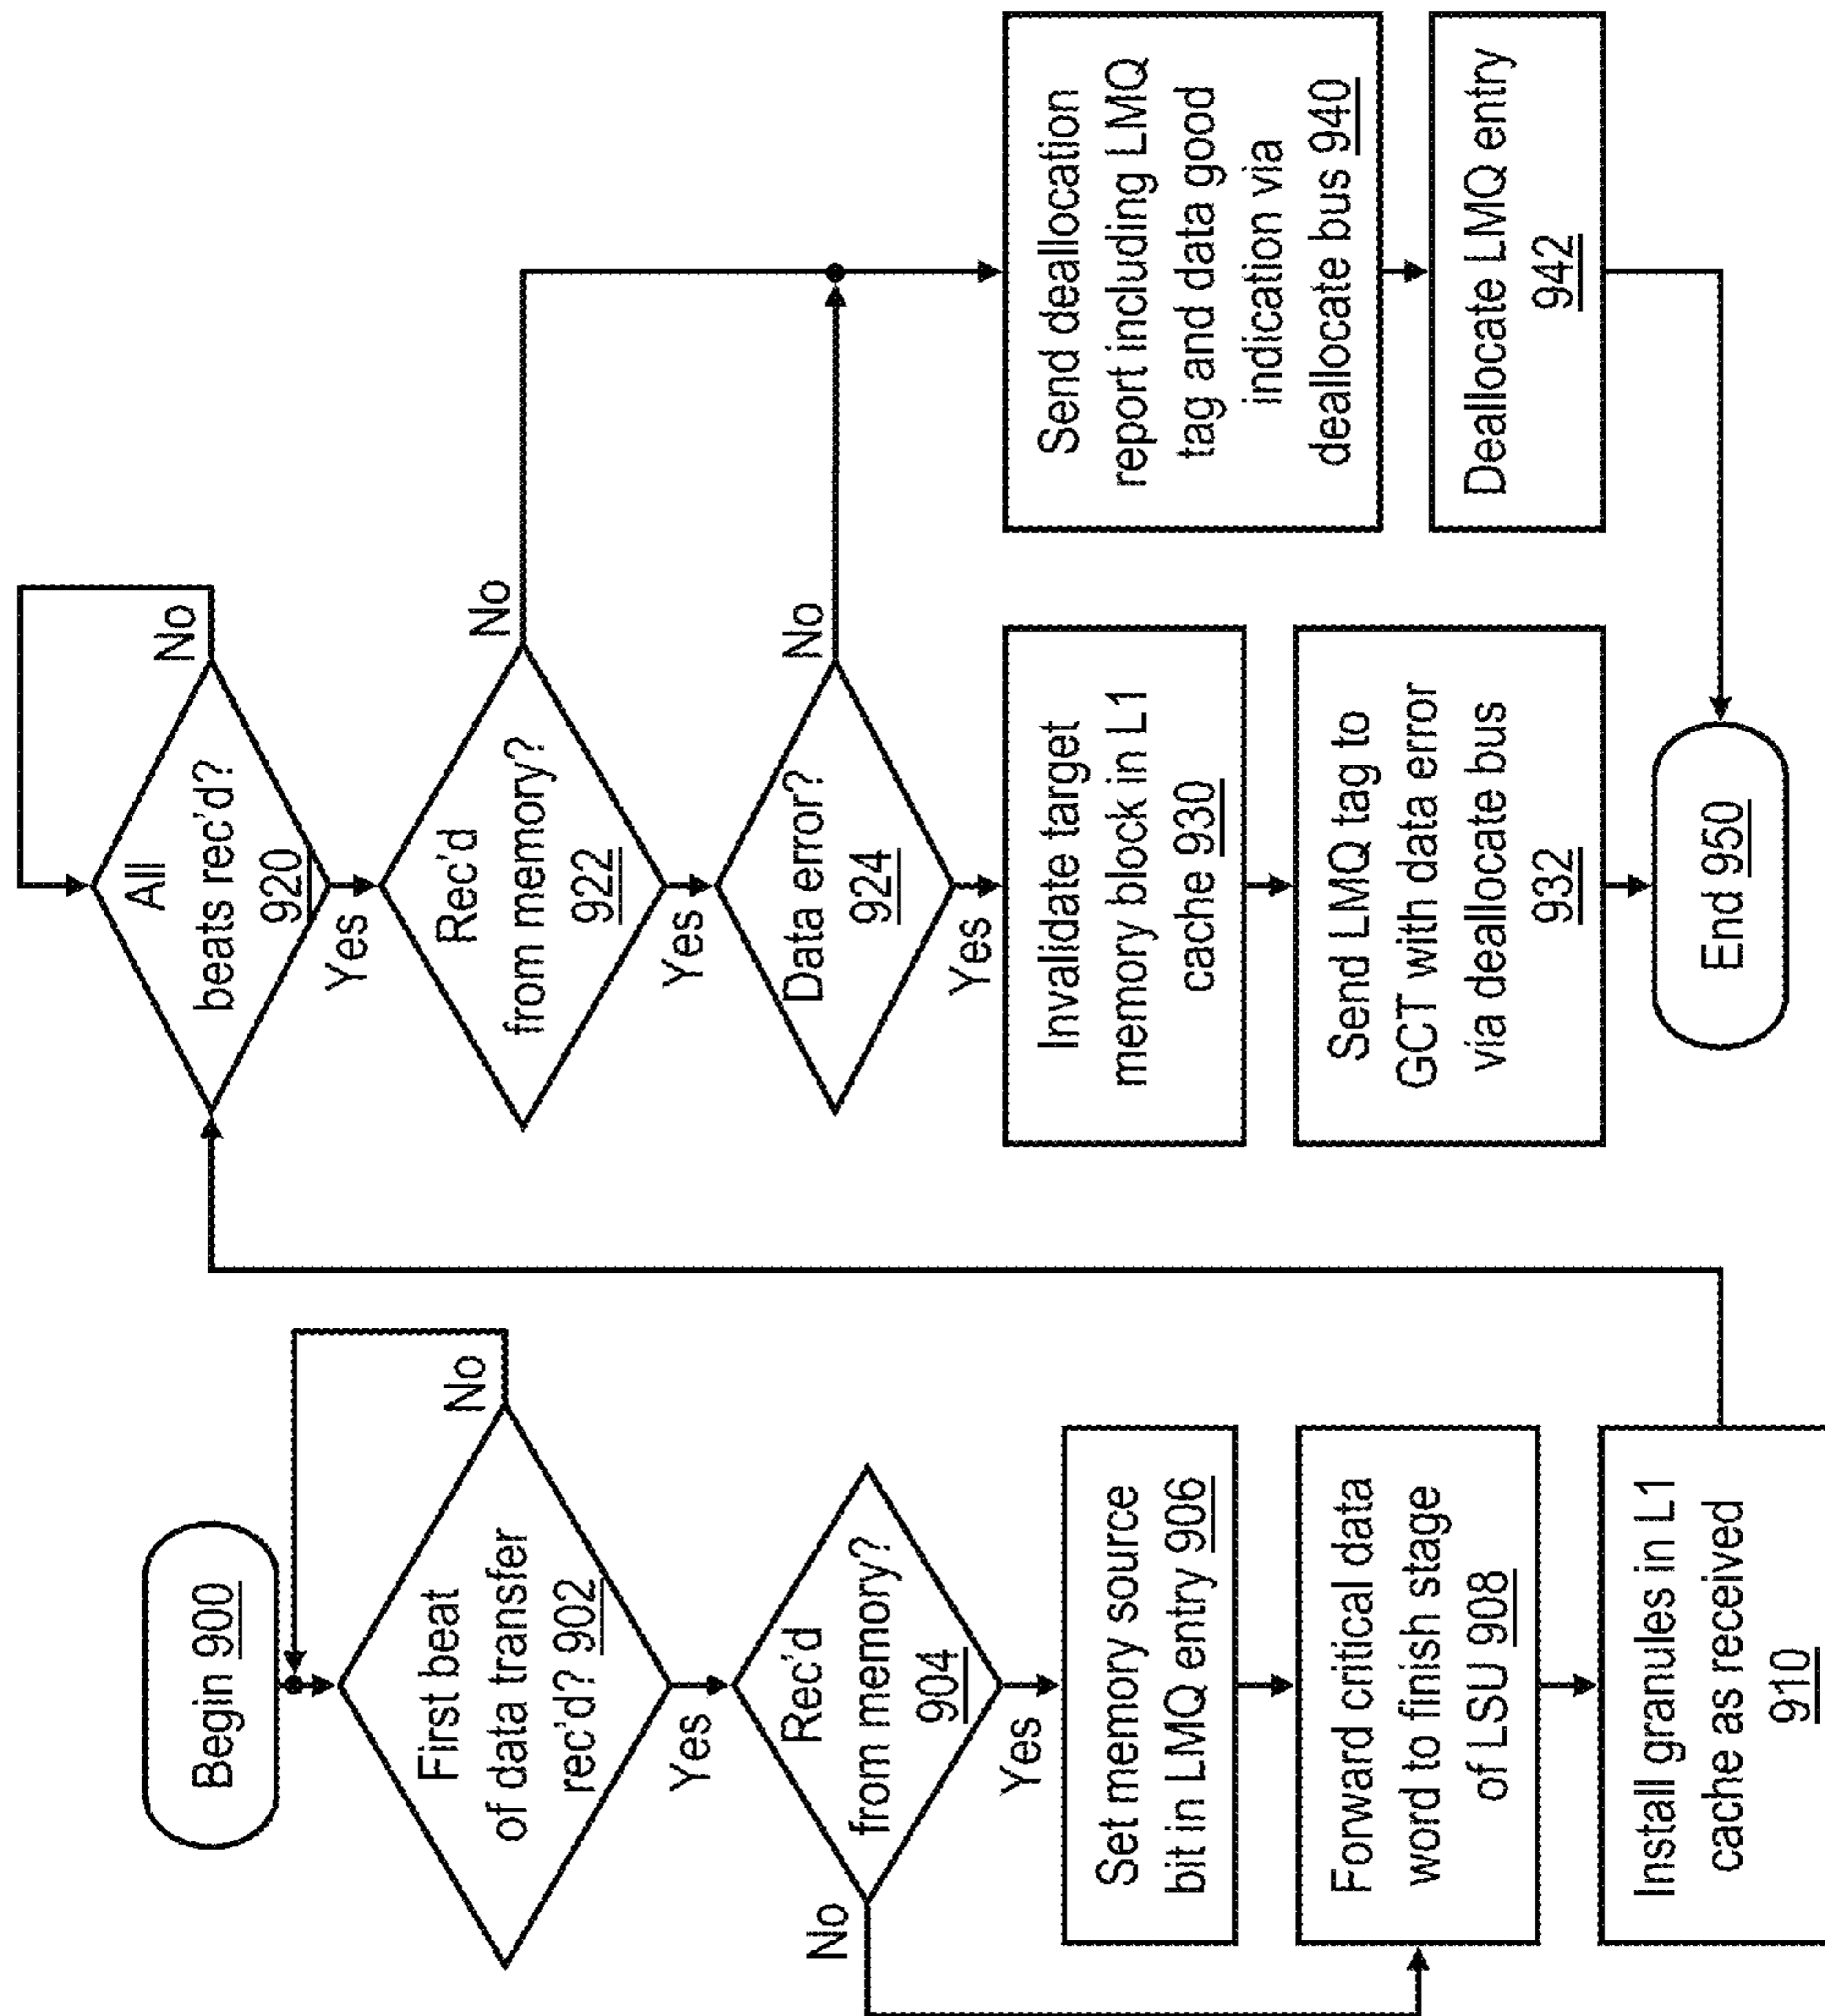 Begin 900
First beat
of data transfer
rec'd? 902
No
Yes
Rec'd
from memory?
904
No
Yes
Set memory source
bit in LMQ entry 906
Forward critical data
word to finish stage
of LSU 908
Install granules in L1
cache as received
910
All
beats rec'd?
920
No
Yes
Rec'd
from memory?
922
No
Yes
Data error?
924
No
Yes
Invalidate target
memory block in L1
cache 930
Send LMQ tag to
GCT with data error
via deallocate bus
932
Send deallocation
report including LMQ
tag and data good
indication via
deallocate bus 940
Deallocate LMQ entry
942
End 950